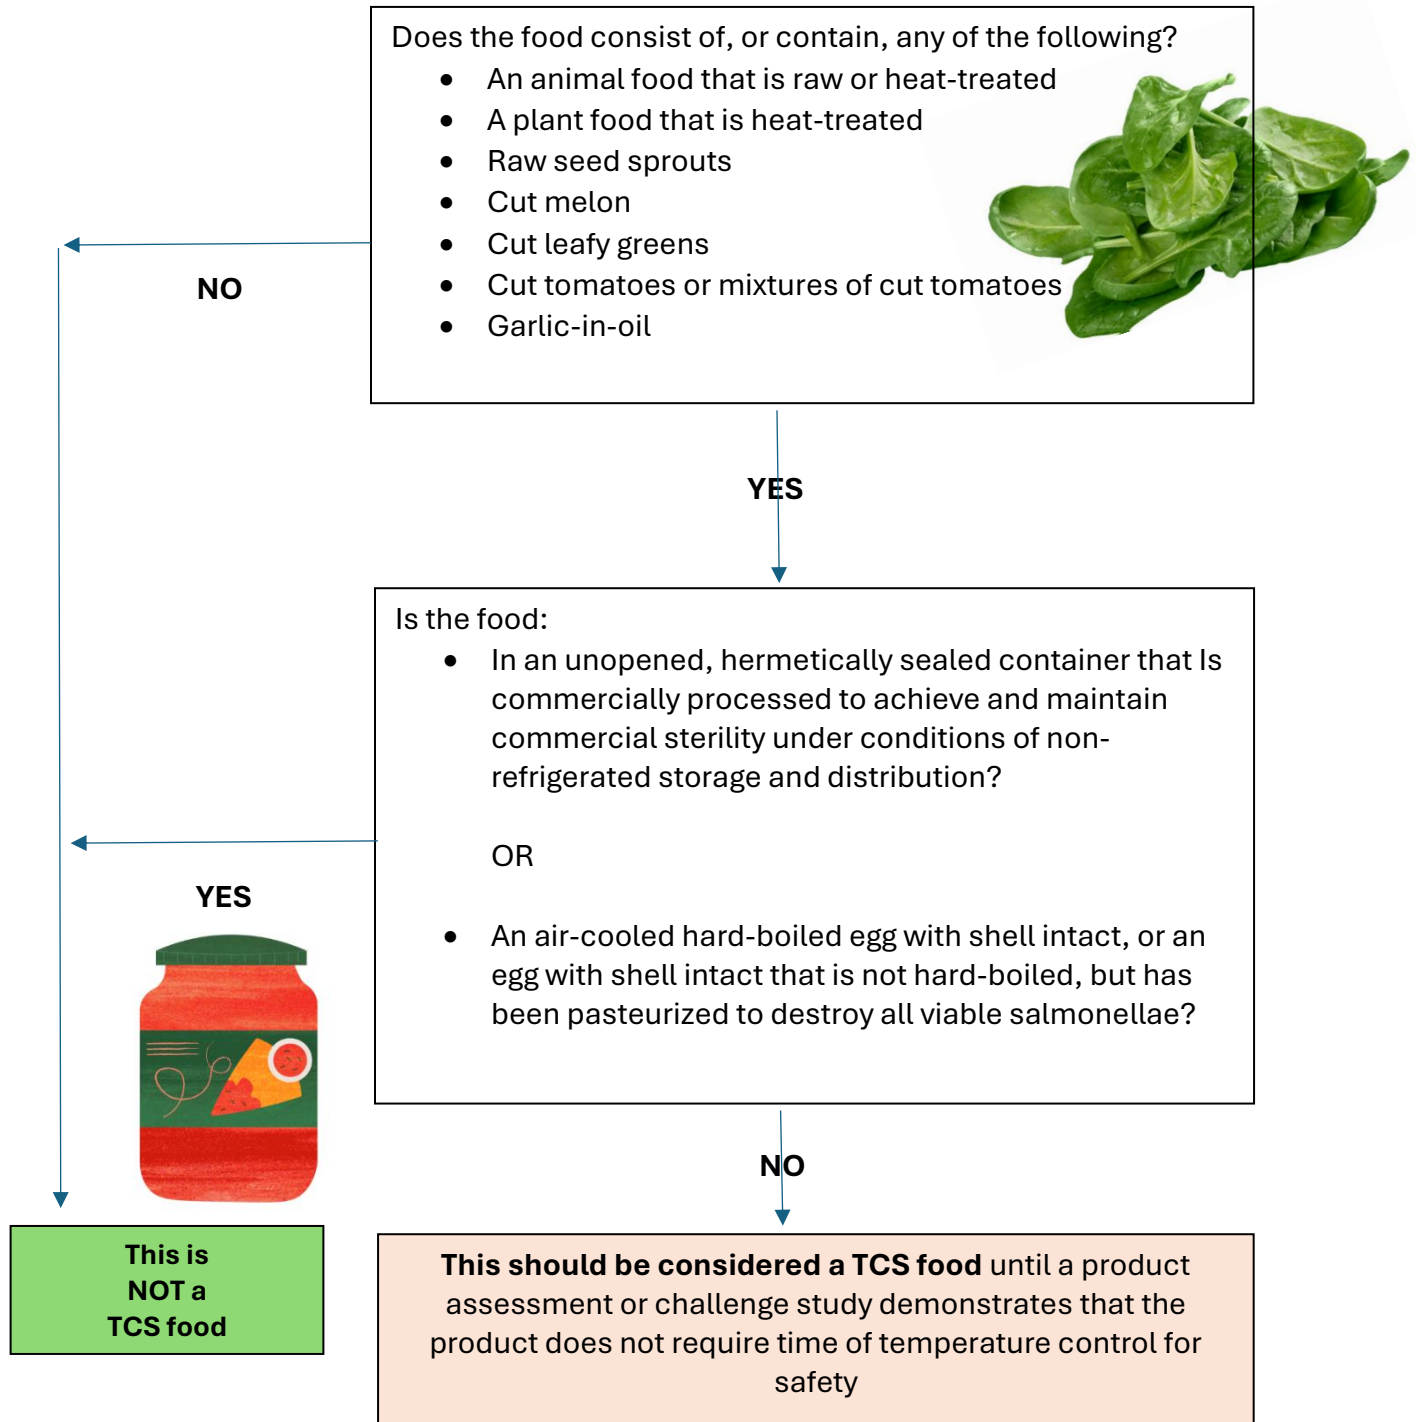 Does the food consist of, or contain, any of the following?
• An animal food that is raw or heat-treated
• A plant food that is heat-treated
• Raw seed sprouts
• Cut melon
• Cut leafy greens
• Cut tomatoes or mixtures of cut tomatoes
• Garlic-in-oil
NO
YES
Is the food:
• In an unopened, hermetically sealed container that Is
commercially processed to achieve and maintain
commercial sterility under conditions of non-
refrigerated storage and distribution?
OR
• An air-cooled hard-boiled egg with shell intact, or an
egg with shell intact that is not hard-boiled, but has
been pasteurized to destroy all viable salmonellae?
YES
NO
This is
NOT a
TCS food
This should be considered a TCS food until a product
assessment or challenge study demonstrates that the
product does not require time of temperature control for
safety